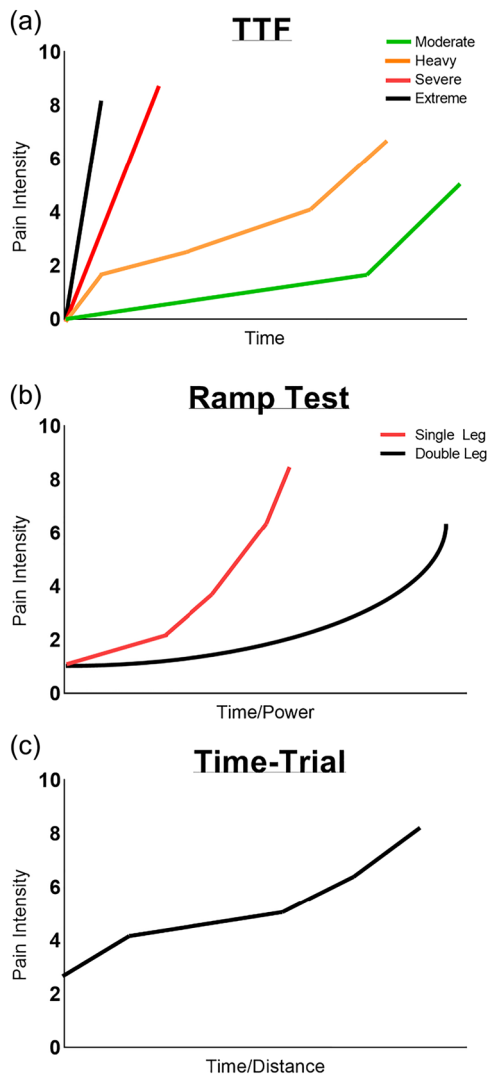 (a)
TTF
Moderate
Heavy
Severe
Extreme
10
8
6
4
2
0
Pain Intensity
Time
(b)
Ramp Test
Single Leg
Double Leg
10
8
6
4
2
0
Pain Intensity
Time/Power
(c)
Time-Trial
10
8
6
4
2
0
Pain Intensity
Time/Distance